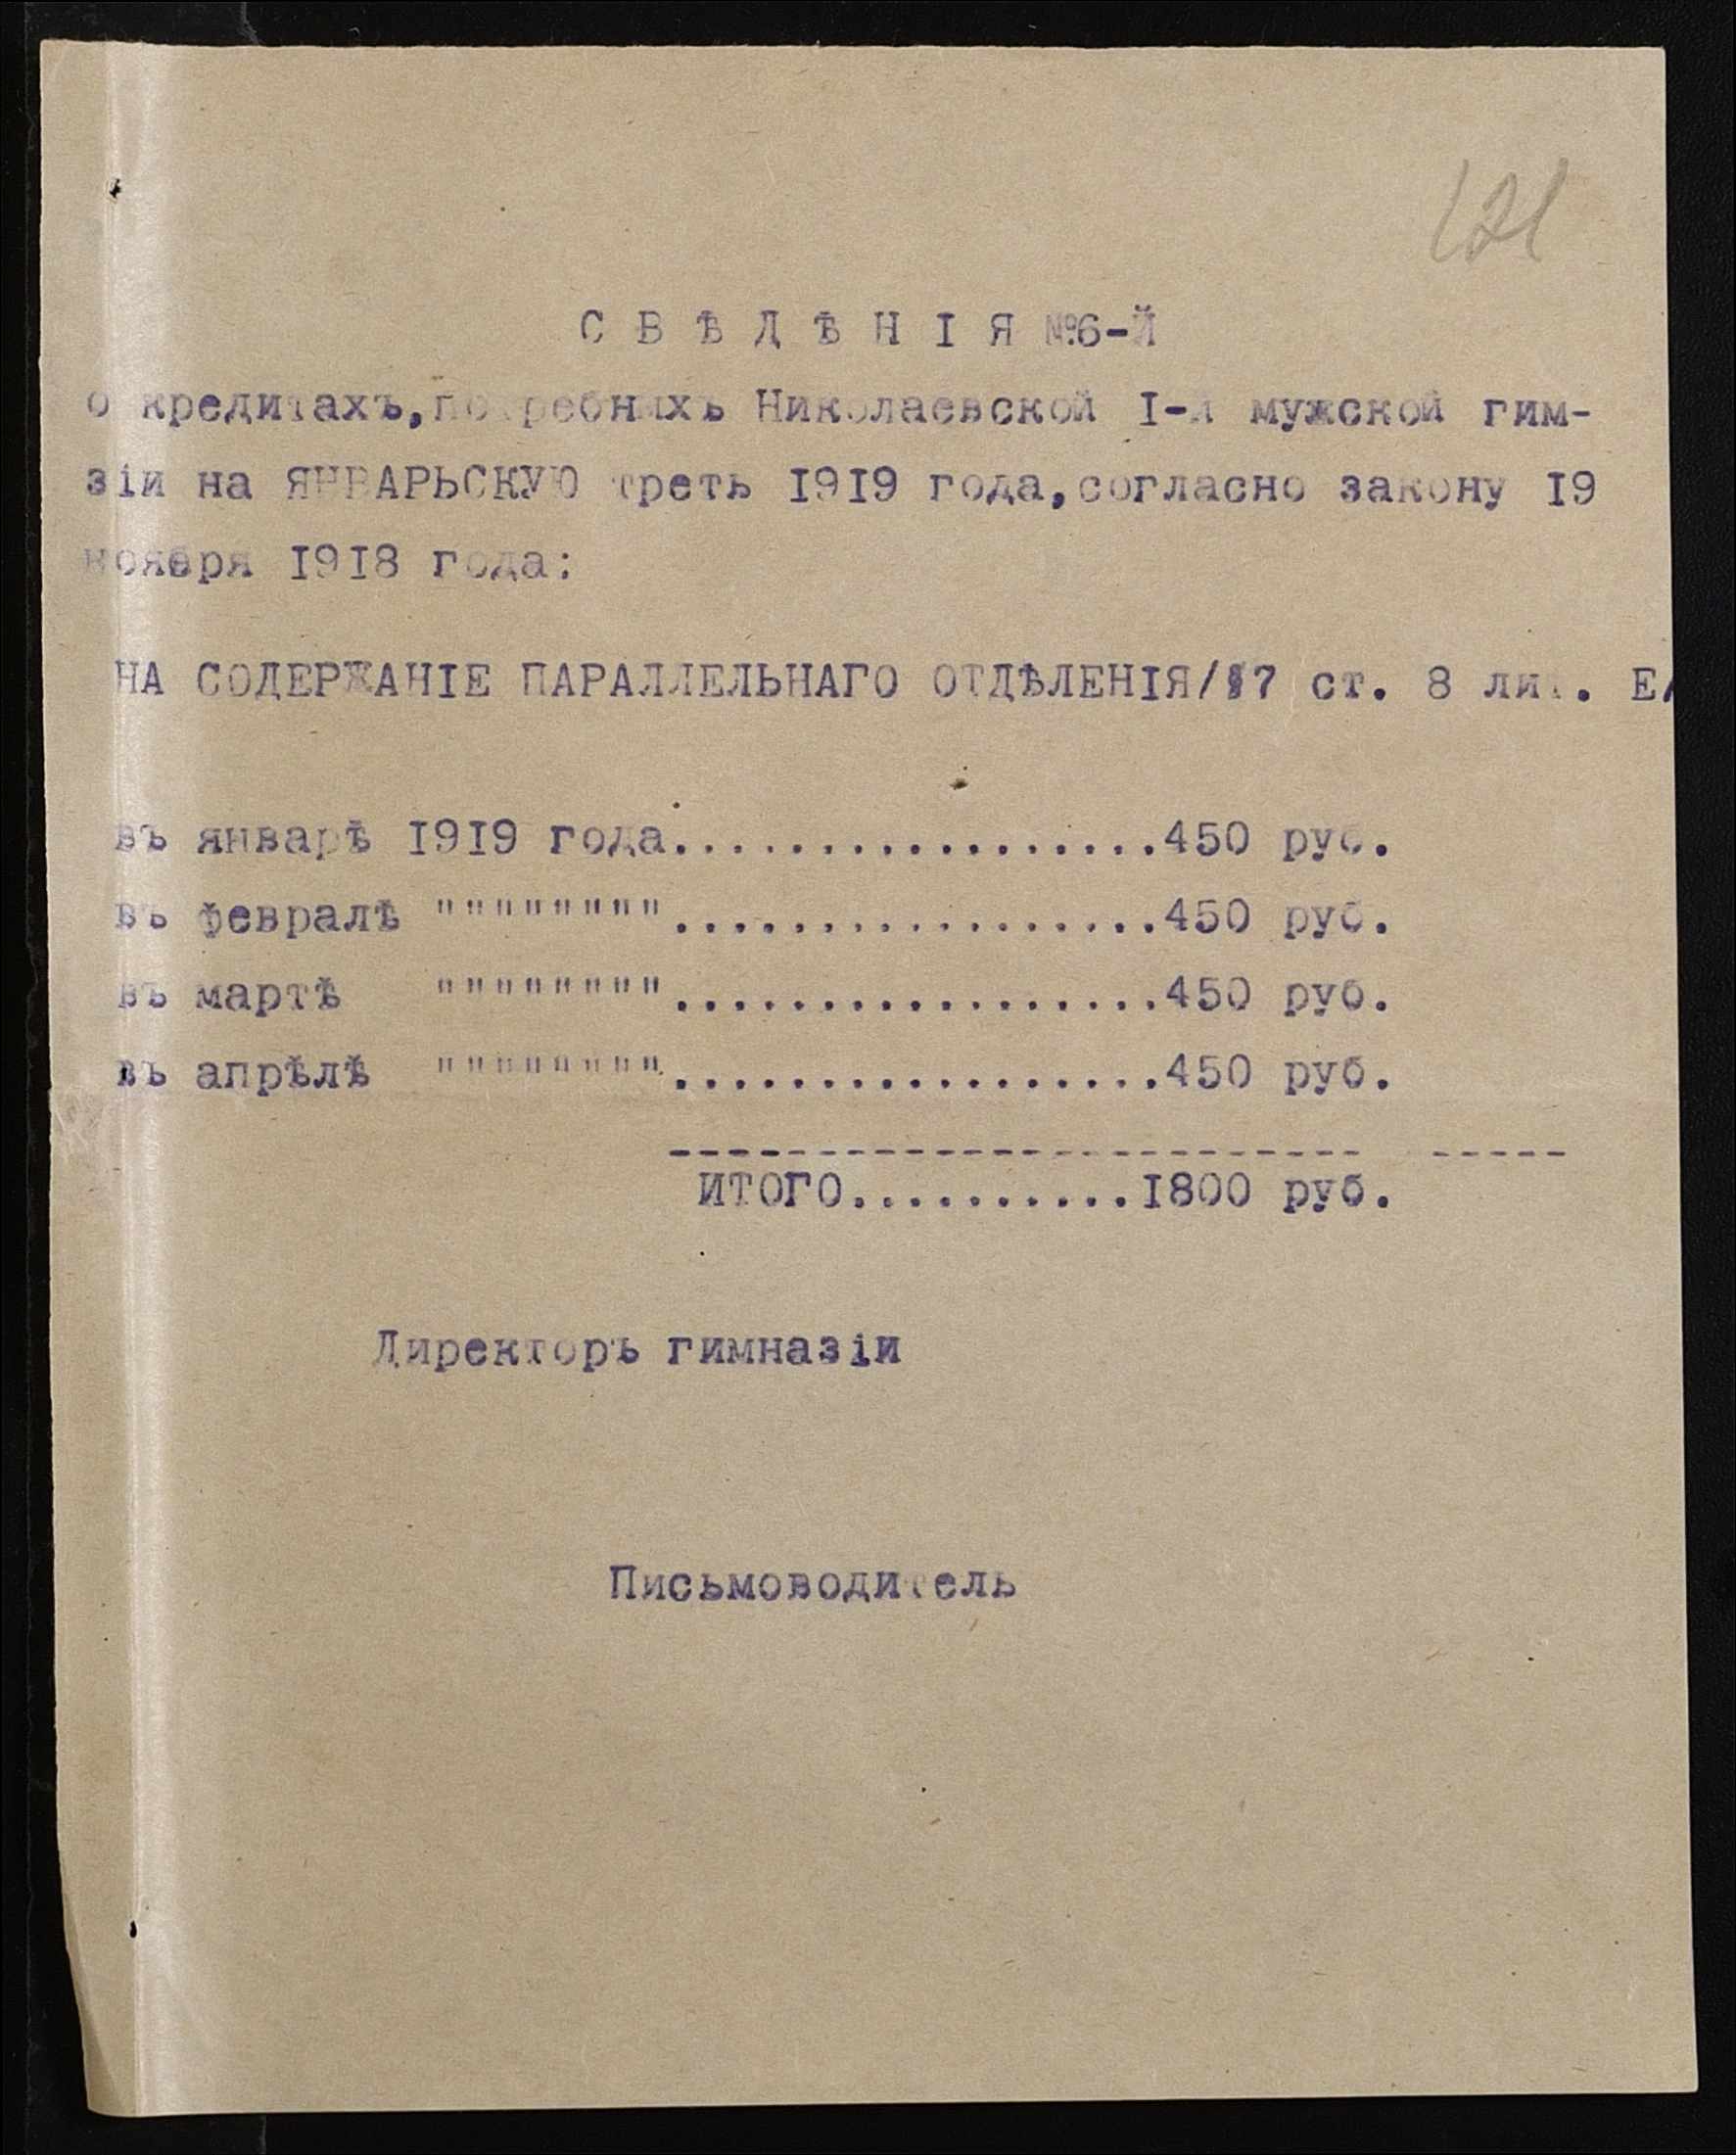 121
С В Ѣ Д Ѣ Н І Я №6-й
о кредитахъ,потребныхъ Николаевской I-й мужской гим-
зіи на ЯНВАРЬСКУЮ треть 1919 года,согласно закону 19
ноября 1918 года:
НА СОДЕРЖАНІЕ ПАРАЛЛЕЛЬНАГО ОТДѢЛЕНІЯ/§7 ст. 8 лит. Е/
въ январѣ 1919 года.................450 руб.
въ февралѣ """""""" .................450 руб.
въ мартѣ """""""".................450 руб.
въ апрѣлѣ """""""".................450 руб.
------------------------ -----
ИТОГО..........1800 руб.
Директоръ гимназіи
Письмоводитель